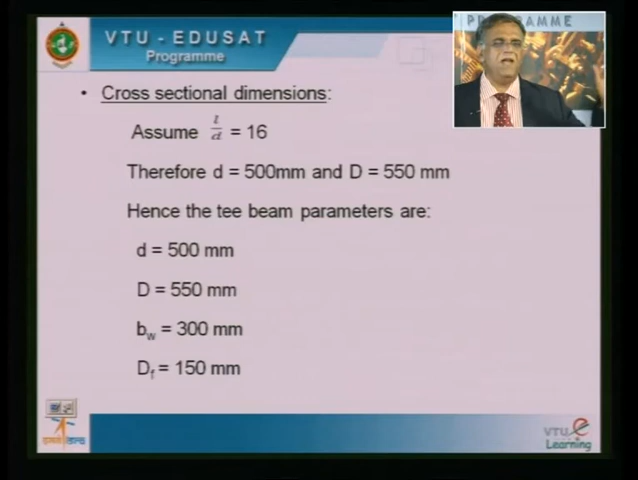 VTU - EDUSAT
Programme
PROGRAMME
• Cross sectional dimensions:
Assume l/d = 16
Therefore d = 500mm and D = 550 mm
Hence the tee beam parameters are:
d = 500 mm
D = 550 mm
bw = 300 mm
Df = 150 mm
VTU e
Learning